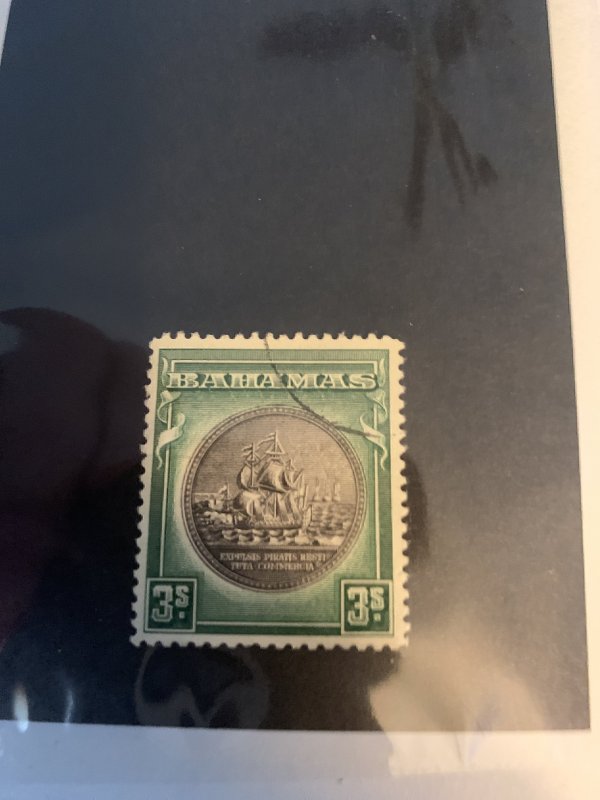 BAHAMAS
EXPULSIS PIRATIS RESTI
TUTA COMMERCIA
3s. 3s.